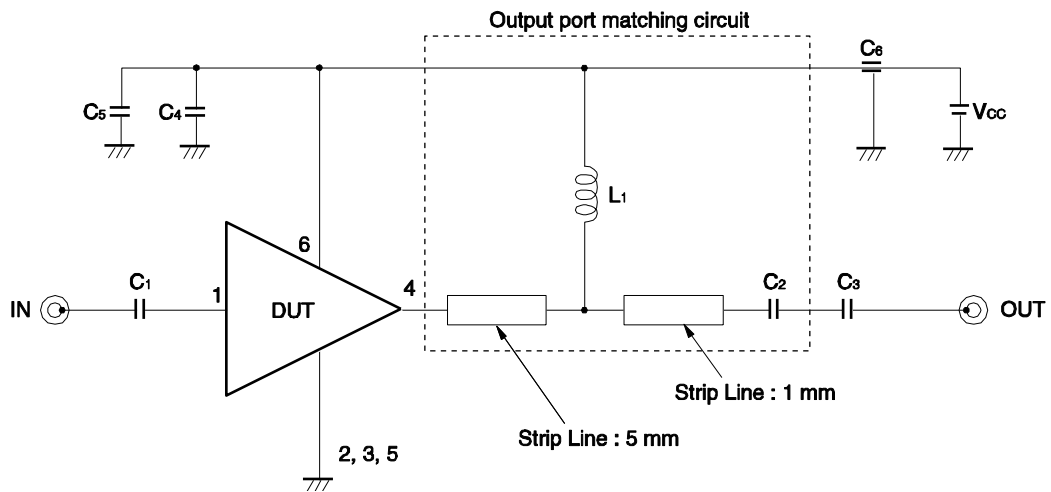 Output port matching circuit
C6
C5
C4
VCC
L1
6
IN
C1
1
DUT
4
C2
C3
OUT
Strip Line : 1 mm
Strip Line : 5 mm
2, 3, 5